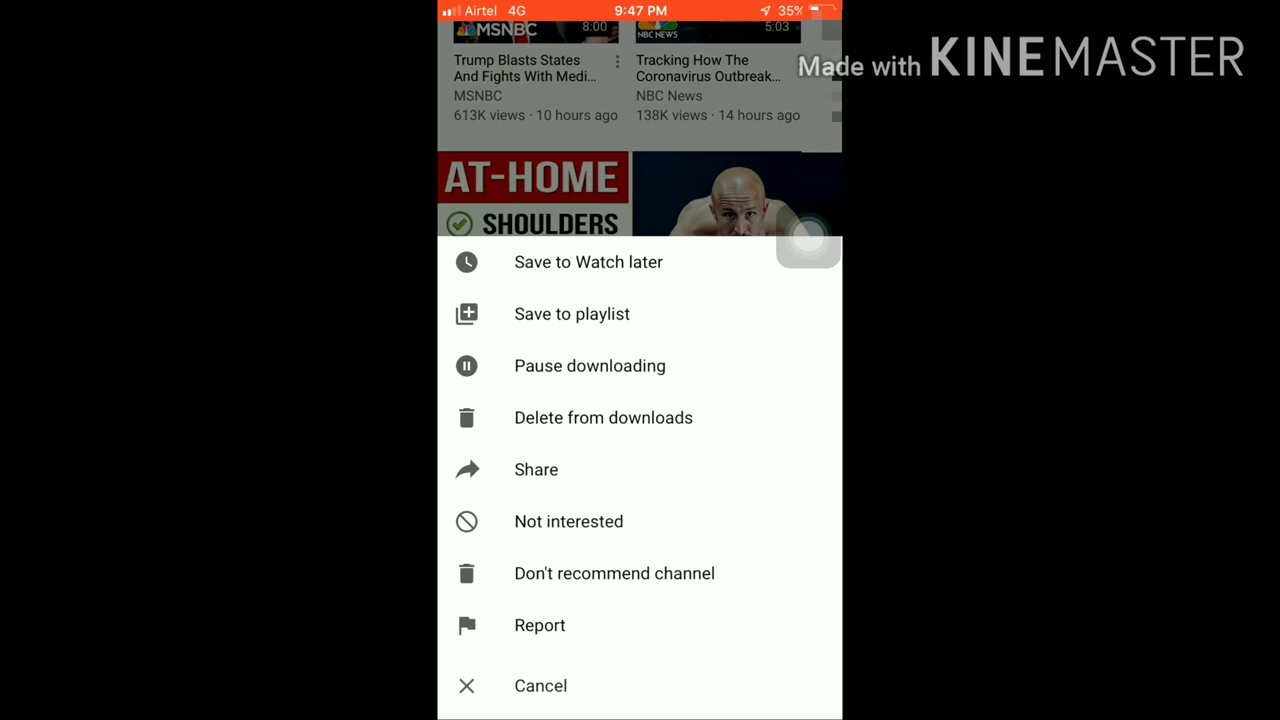 Airtel 4G 9:47 PM 35%
MSNBC 8:00
NBC NEWS 5:03
Made with KINEMASTER
Trump Blasts States
And Fights With Medi...
MSNBC
613K views · 10 hours ago
Tracking How The
Coronavirus Outbreak...
NBC News
138K views · 14 hours ago
AT-HOME
SHOULDERS
Save to Watch later
Save to playlist
Pause downloading
Delete from downloads
Share
Not interested
Don't recommend channel
Report
Cancel